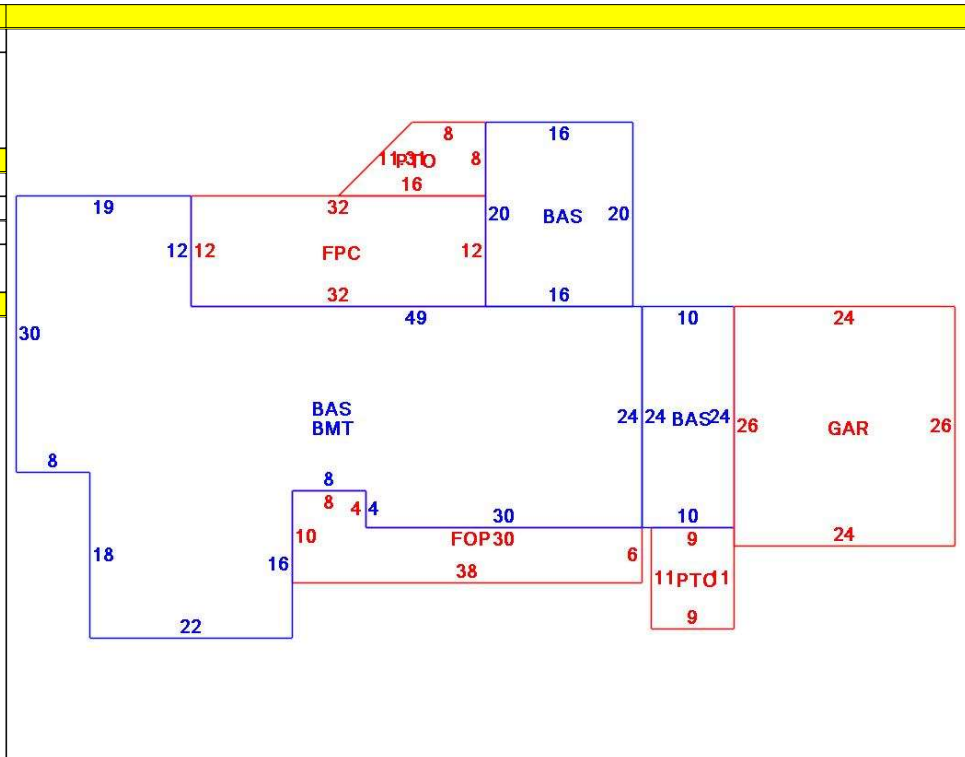 8 16
11.31 PTO 8
16
19 32 20 BAS 20
12 12 FPC 12
32 16
49 10 24
30
BAS 24 24 BAS 24 26 GAR 26
BMT
8 8
8 4 4 30 10
10 FOP 30 9 24
18 16 6
38 11 PTO 11
22 9